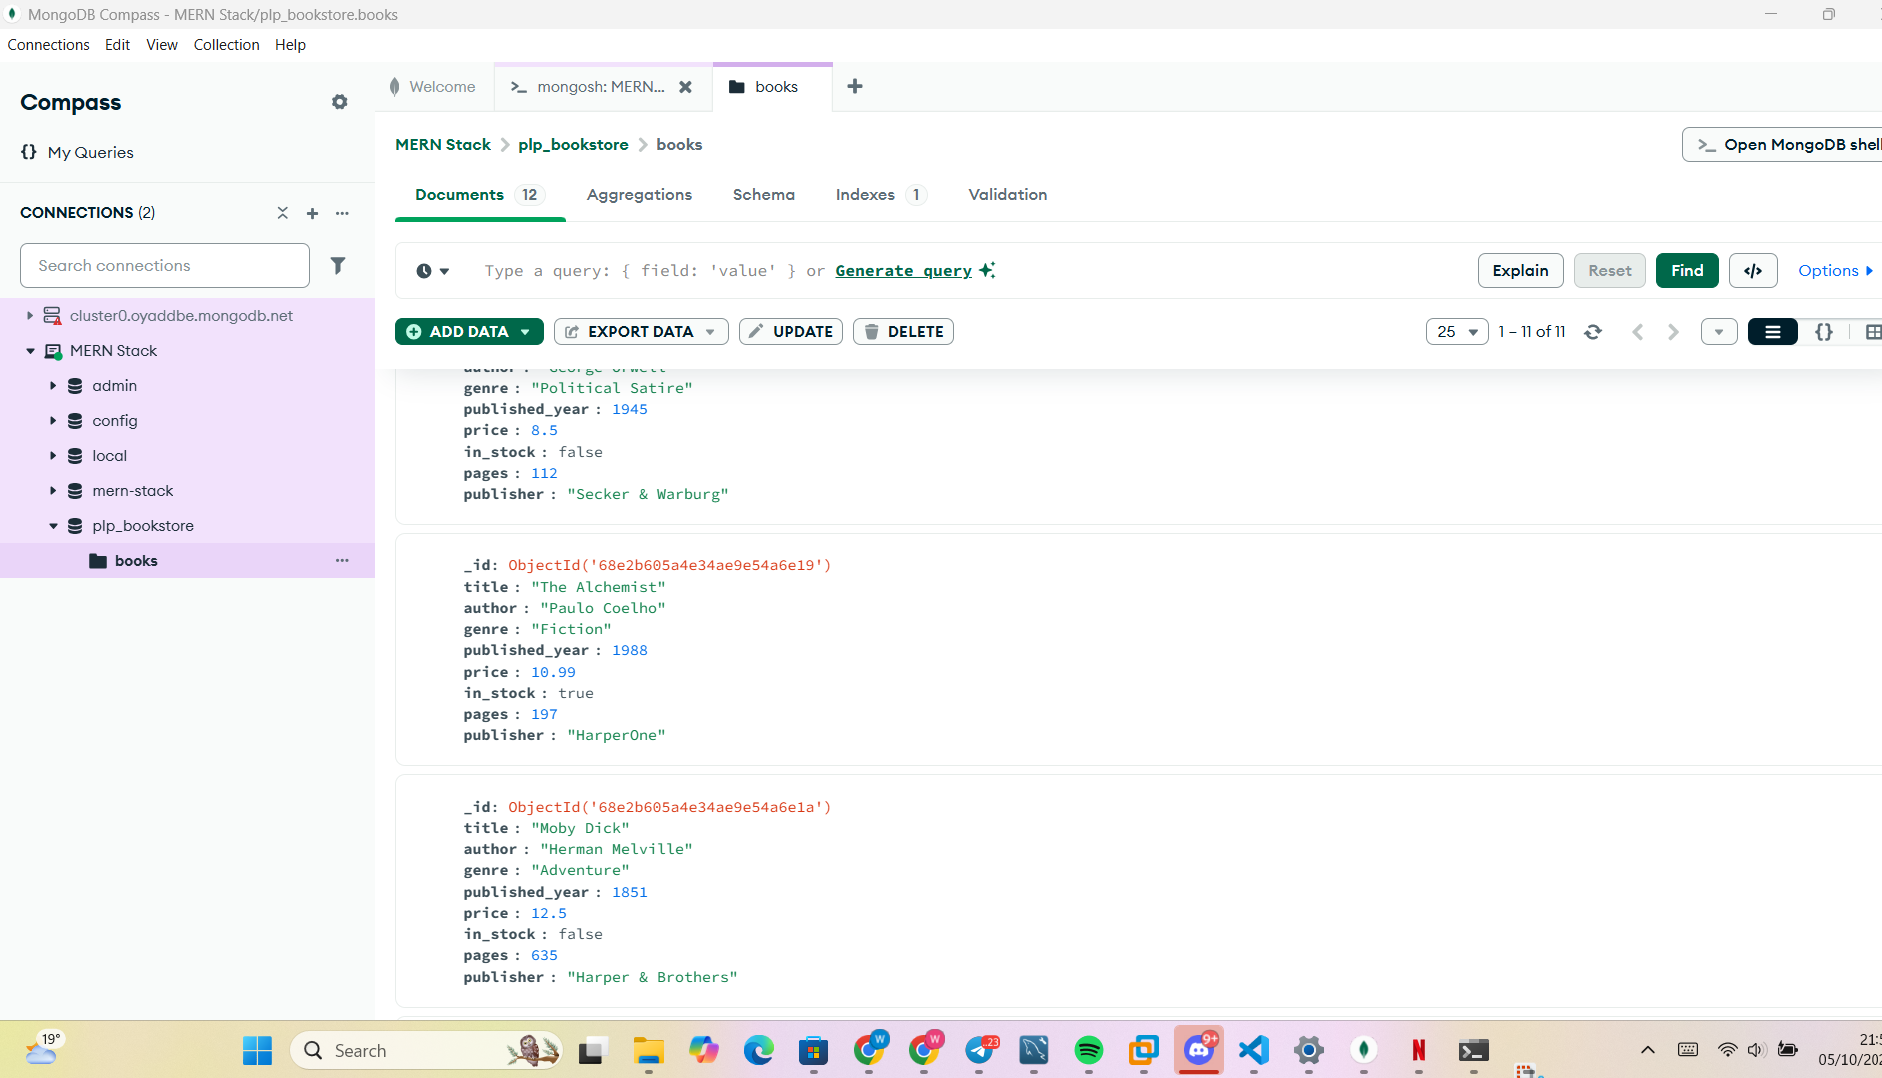 MongoDB Compass - MERN Stack/plp_bookstore.books
Connections Edit View Collection Help
Compass
{} My Queries
CONNECTIONS (2)
Search connections
cluster0.oyaddbe.mongodb.net
MERN Stack
admin
config
local
mern-stack
plp_bookstore
books
Welcome
>_ mongosh: MERN...
books
MERN Stack > plp_bookstore > books
>_ Open MongoDB shell
Documents 12 Aggregations Schema Indexes 1 Validation
Type a query: { field: 'value' } or Generate query
Explain Reset Find </> Options
ADD DATA EXPORT DATA UPDATE DELETE
25 1 – 11 of 11 {}
author : "George Orwell"
genre : "Political Satire"
published_year : 1945
price : 8.5
in_stock : false
pages : 112
publisher : "Secker & Warburg"
_id: ObjectId('68e2b605a4e34ae9e54a6e19')
title : "The Alchemist"
author : "Paulo Coelho"
genre : "Fiction"
published_year : 1988
price : 10.99
in_stock : true
pages : 197
publisher : "HarperOne"
_id: ObjectId('68e2b605a4e34ae9e54a6e1a')
title : "Moby Dick"
author : "Herman Melville"
genre : "Adventure"
published_year : 1851
price : 12.5
in_stock : false
pages : 635
publisher : "Harper & Brothers"
19°
Search
W
W
..23
9+
N
21:5
05/10/202